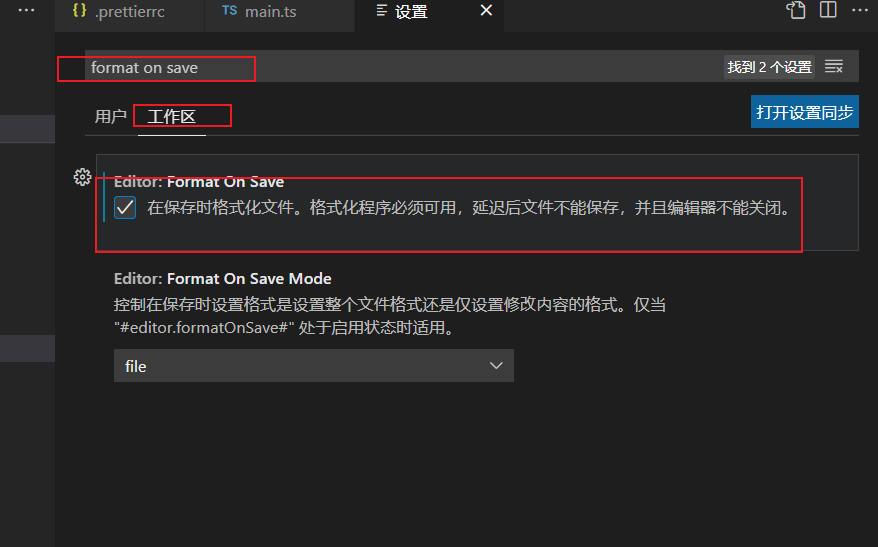 ··· {} .prettierrc TS main.ts 设置 ···
format on save 找到 2 个设置
用户 工作区 打开设置同步
Editor: Format On Save
在保存时格式化文件。格式化程序必须可用，延迟后文件不能保存，并且编辑器不能关闭。
Editor: Format On Save Mode
控制在保存时设置格式是设置整个文件格式还是仅设置修改内容的格式。仅当
"#editor.formatOnSave#" 处于启用状态时适用。
file